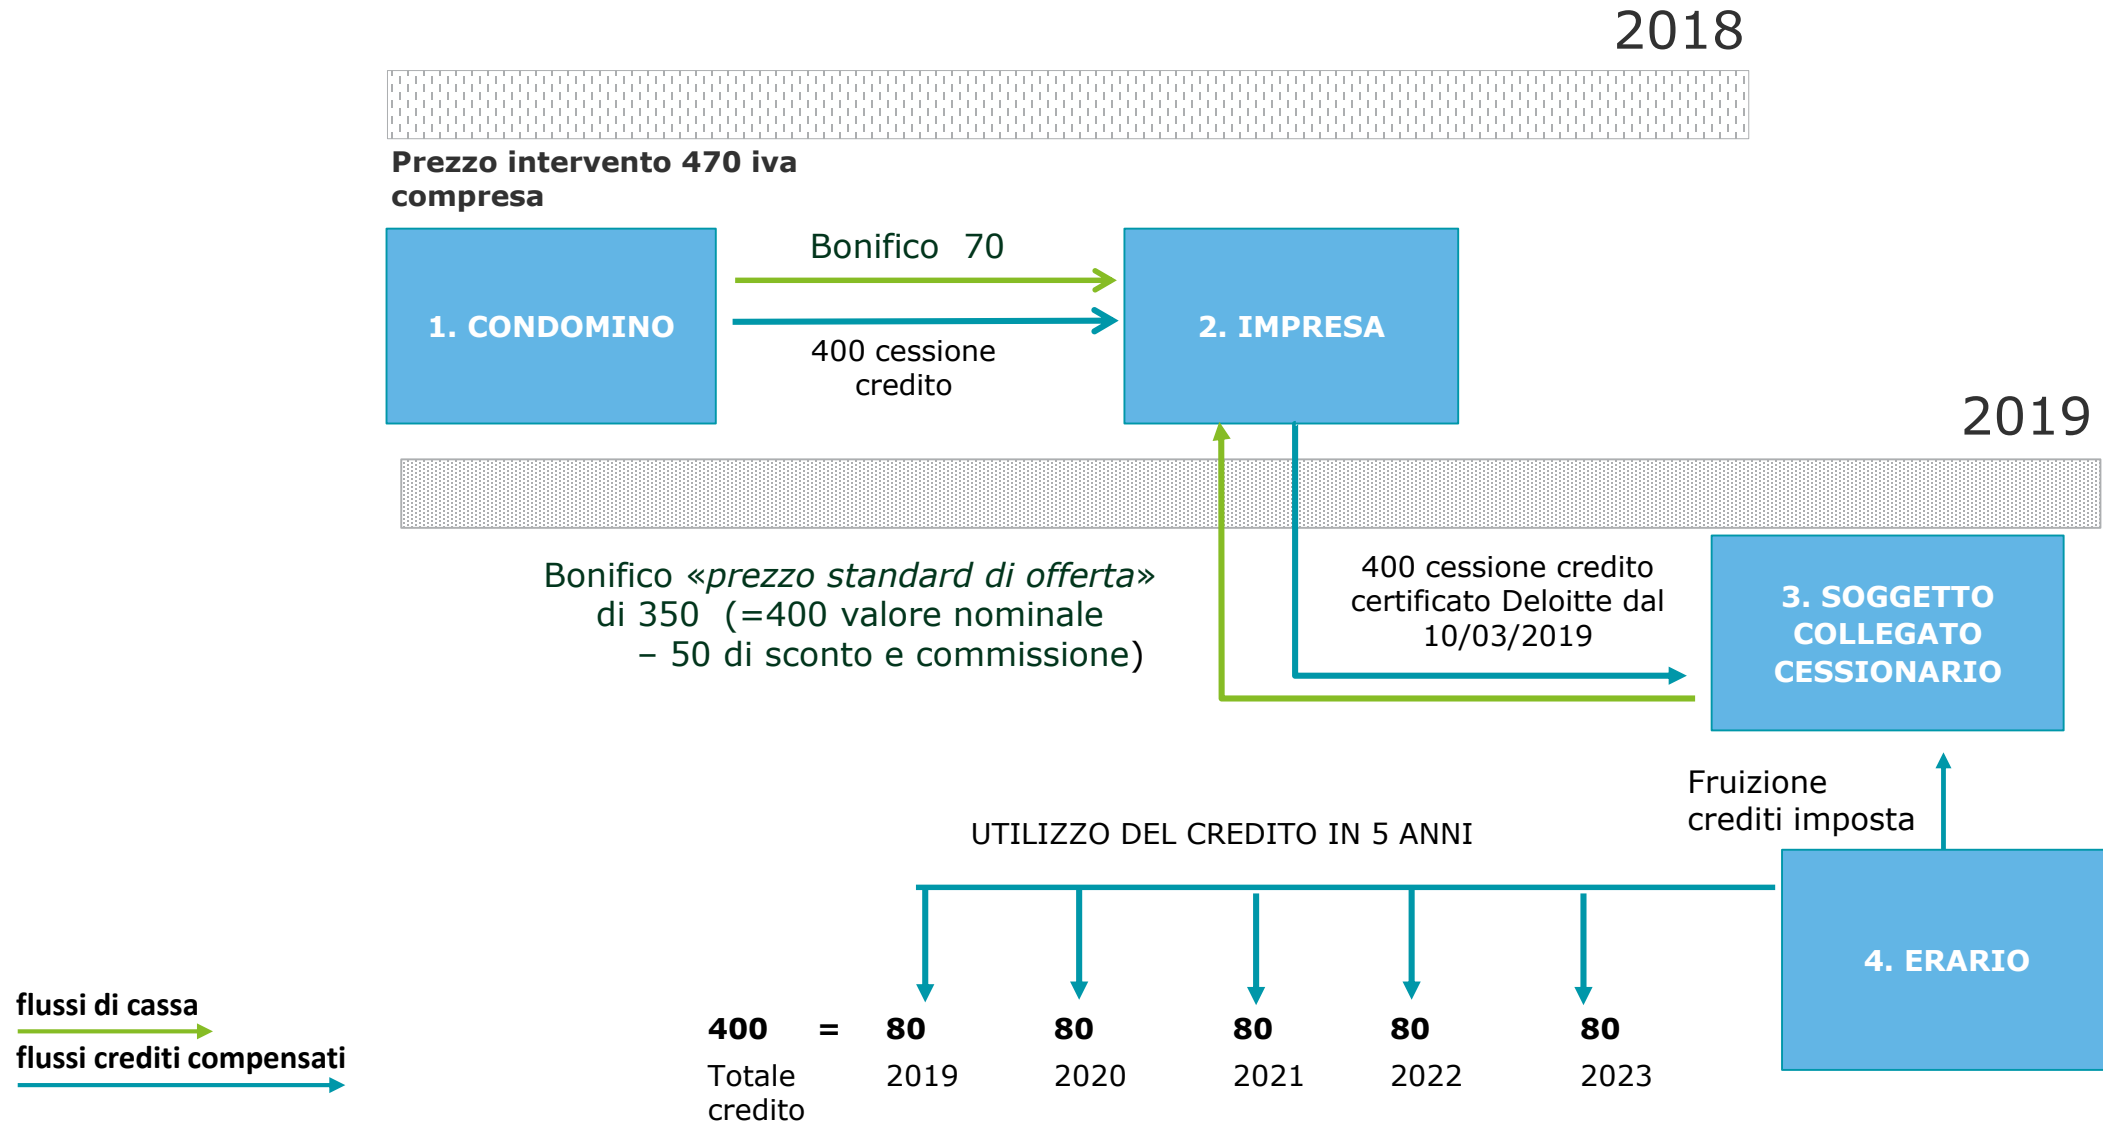 2018
Prezzo intervento 470 iva
compresa
Bonifico 70
1. CONDOMINO
2. IMPRESA
400 cessione
credito
2019
Bonifico «prezzo standard di offerta»
di 350 (=400 valore nominale
– 50 di sconto e commissione)
400 cessione credito
certificato Deloitte dal
10/03/2019
3. SOGGETTO
COLLEGATO
CESSIONARIO
Fruizione
crediti imposta
UTILIZZO DEL CREDITO IN 5 ANNI
4. ERARIO
flussi di cassa
flussi crediti compensati
400 = 80 80 80 80 80
Totale 2019 2020 2021 2022 2023
credito